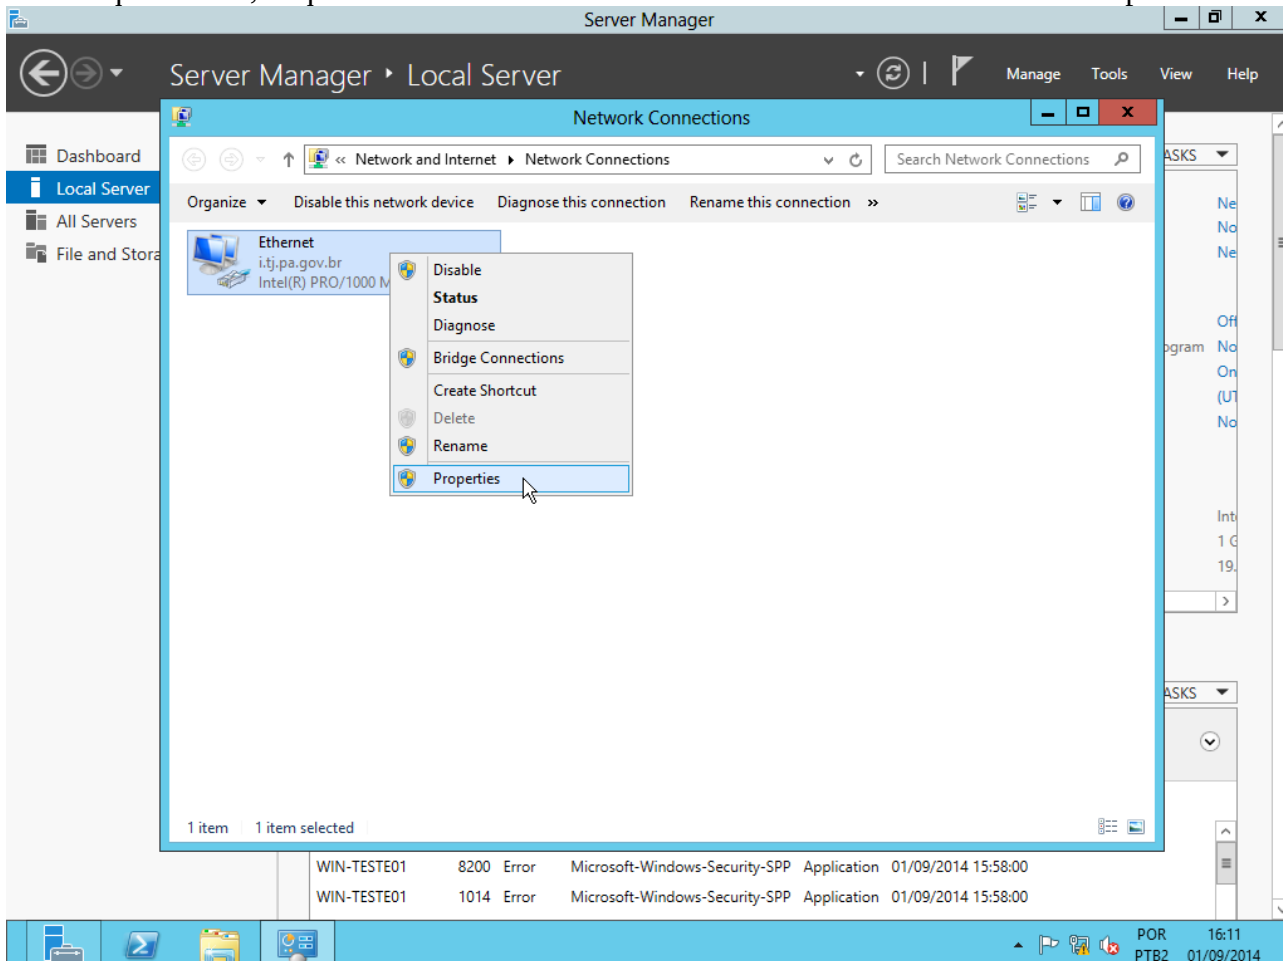 Server Manager
Server Manager Local Server
Manage Tools View Help
Network Connections
Dashboard
Local Server
All Servers
File and Stora
« Network and Internet Network Connections
Search Network Connections
Organize Disable this network device Diagnose this connection Rename this connection »
Ethernet
i.tj.pa.gov.br
Intel(R) PRO/1000 M
Disable
Status
Diagnose
Bridge Connections
Create Shortcut
Delete
Rename
Properties
ASKS
Ne
No
Ne
Off
ogram No
On
(UT
No
Int
1 G
19.
ASKS
1 item 1 item selected
WIN-TESTE01 8200 Error Microsoft-Windows-Security-SPP Application 01/09/2014 15:58:00
WIN-TESTE01 1014 Error Microsoft-Windows-Security-SPP Application 01/09/2014 15:58:00
POR 16:11
PTB2 01/09/2014